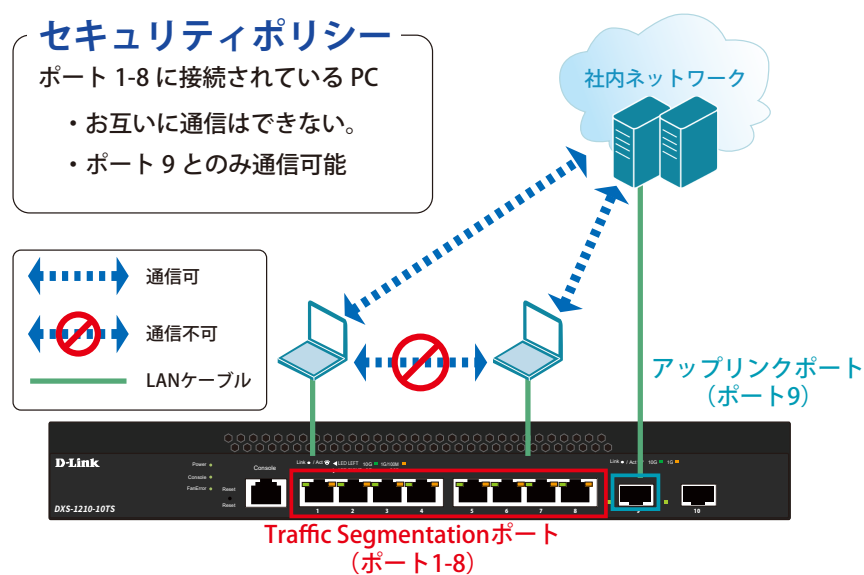 セキュリティポリシー
ポート 1-8 に接続されている PC
・お互いに通信はできない。
・ポート 9 とのみ通信可能
社内ネットワーク
通信可
通信不可
LANケーブル
アップリンクポート
（ポート9）
D-Link
Power
Console
FanError
Reset
Reset
Console
Link ● / Act ◀LED LEFT 10G 1G/100M
Link ● / Act 10G 1G
DXS-1210-10TS
1 2 3 4 5 6 7 8 9 10
Traffic Segmentationポート
（ポート1-8）